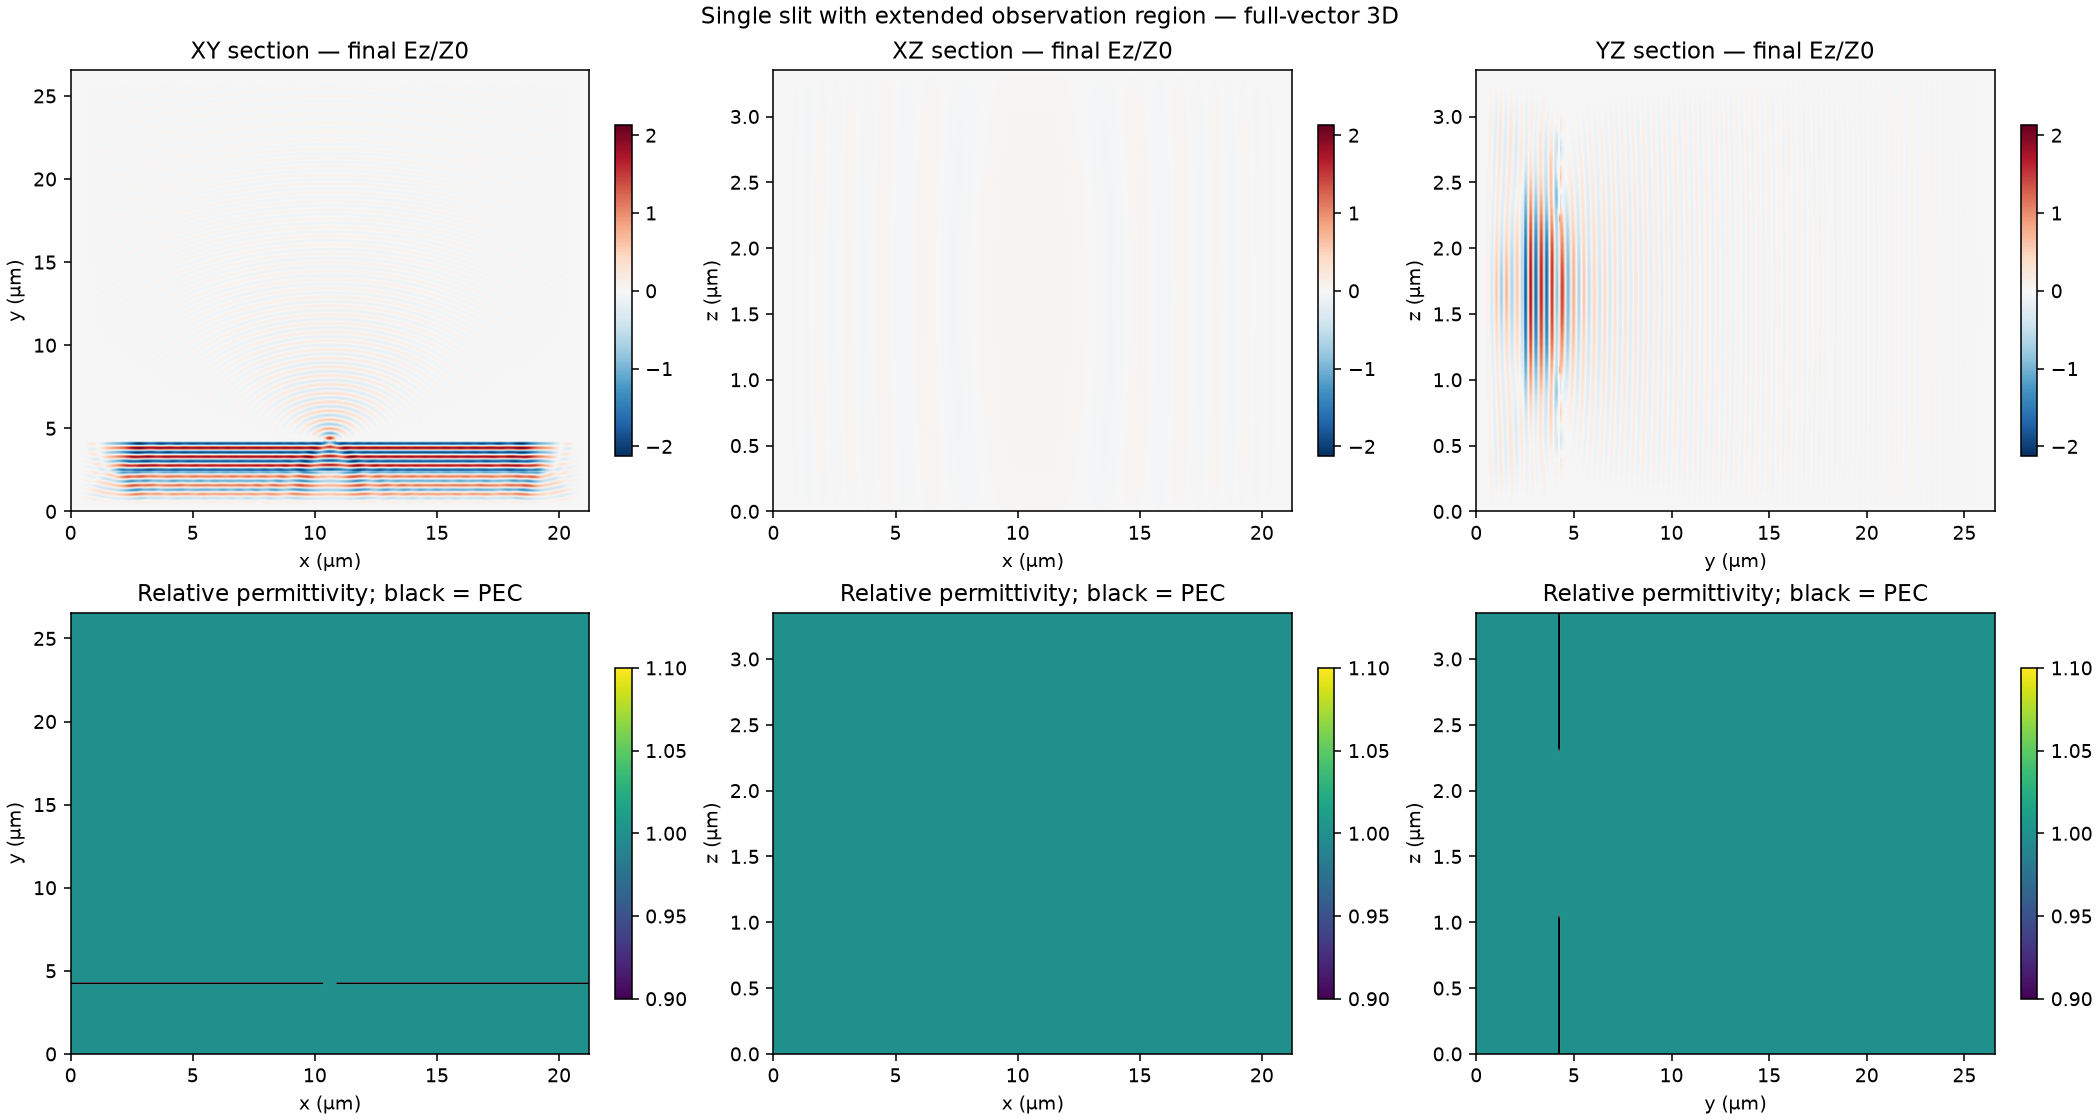 Single slit with extended observation region — full-vector 3D
XY section — final Ez/Z0
25
20
15
10
5
0
y (µm)
0 5 10 15 20
x (µm)
2
1
0
−1
−2
XZ section — final Ez/Z0
3.0
2.5
2.0
1.5
1.0
0.5
0.0
z (µm)
0 5 10 15 20
x (µm)
2
1
0
−1
−2
YZ section — final Ez/Z0
3.0
2.5
2.0
1.5
1.0
0.5
0.0
z (µm)
0 5 10 15 20 25
y (µm)
2
1
0
−1
−2
Relative permittivity; black = PEC
25
20
15
10
5
0
y (µm)
0 5 10 15 20
x (µm)
1.10
1.05
1.00
0.95
0.90
Relative permittivity; black = PEC
3.0
2.5
2.0
1.5
1.0
0.5
0.0
z (µm)
0 5 10 15 20
x (µm)
1.10
1.05
1.00
0.95
0.90
Relative permittivity; black = PEC
3.0
2.5
2.0
1.5
1.0
0.5
0.0
z (µm)
0 5 10 15 20 25
y (µm)
1.10
1.05
1.00
0.95
0.90